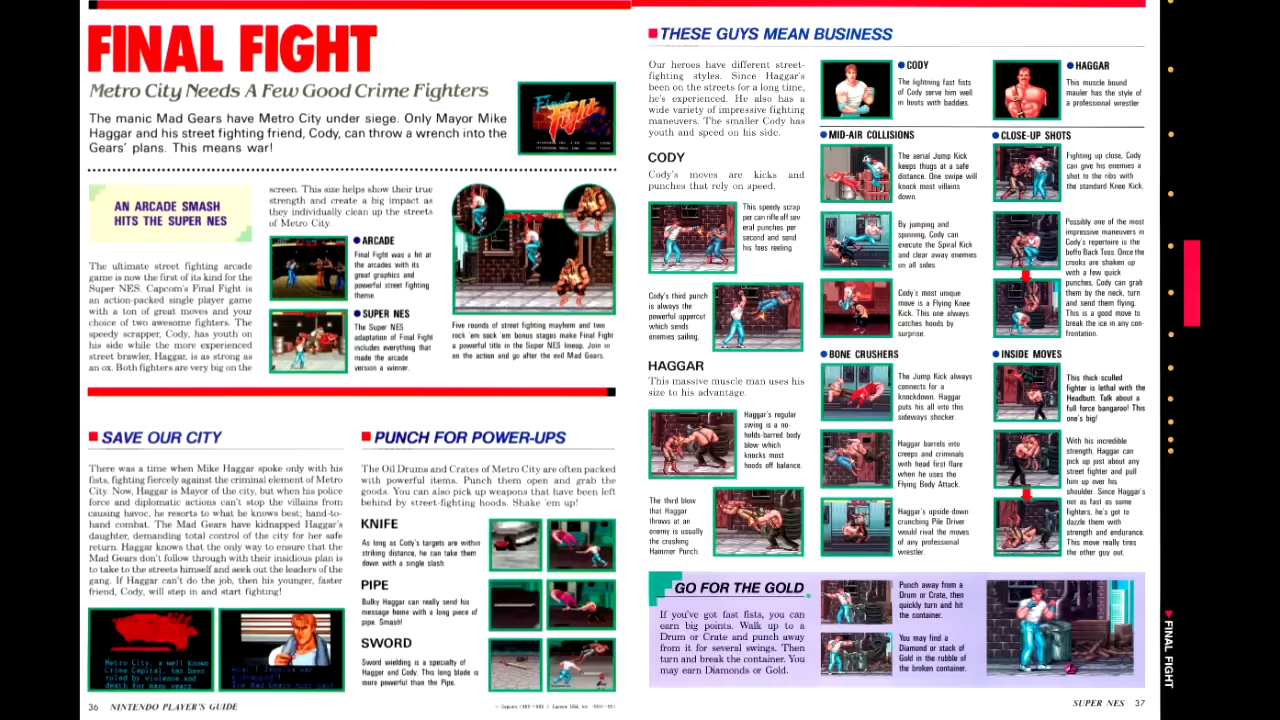 FINAL FIGHT
Metro City Needs A Few Good Crime Fighters
The manic Mad Gears have Metro City under siege. Only Mayor Mike
Haggar and his street fighting friend, Cody, can throw a wrench into the
Gears' plans. This means war!
Final
Fight
AN ARCADE SMASH
HITS THE SUPER NES
The ultimate street fighting arcade
game is now the first of its kind for the
Super NES. Capcom's Final Fight is
an action-packed single player game
with a ton of great moves and your
choice of two awesome fighters. The
speedy scrapper, Cody, has youth on
his side while the more experienced
street brawler, Haggar, is as strong as
an ox. Both fighters are very big on the
screen. This size helps show their true
strength and create a big impact as
they individually clean up the streets
of Metro City.
ARCADE
Final Fight was a hit at
the arcades with its
great graphics and
powerful street fighting
theme
SUPER NES
The Super NES
adaptation of Final Fight
includes everything that
made the arcade
version a winner.
Five rounds of street fighting mayhem and two
rock 'em sock 'em bonus stages make Final Fight
a powerful title in the Super NES lineup. Join in
on the action and go after the evil Mad Gears.
SAVE OUR CITY
There was a time when Mike Haggar spoke only with his
fists, fighting fiercely against the criminal element of Metro
City. Now, Haggar is Mayor of the city, but when his police
force and diplomatic actions can't stop the villains from
causing havoc, he resorts to what he knows best; hand-to-
hand combat. The Mad Gears have kidnapped Haggar's
daughter, demanding total control of the city for her safe
return. Haggar knows that the only way to ensure that the
Mad Gears don't follow through with their insidious plan is
to take to the streets himself and seek out the leaders of the
gang. If Haggar can't do the job, then his younger, faster
friend, Cody, will step in and start fighting!
Metro City, a well known
Crime Capital, has been
ruled by violence and
death for many years
PUNCH FOR POWER-UPS
The Oil Drums and Crates of Metro City are often packed
with powerful items. Punch them open and grab the
goods. You can also pick up weapons that have been left
behind by street-fighting hoods. Shake 'em up!
KNIFE
As long as Cody's targets are within
striking distance, he can take them
down with a single slash.
PIPE
Bulky Haggar can really send his
message home with a long piece of
pipe. Smash!
SWORD
Sword wielding is a specialty of
Haggar and Cody. This long blade is
more powerful than the Pipe.
36 NINTENDO PLAYER'S GUIDE
THESE GUYS MEAN BUSINESS
Our heroes have different street-
fighting styles. Since Haggar's
been on the streets for a long time,
he's experienced. He also has a
wide variety of impressive fighting
maneuvers. The smaller Cody has
youth and speed on his side.
CODY
The lightning fast fists
of Cody serve him well
in bouts with baddies.
HAGGAR
This muscle bound
mauler has the style of
a professional wrestler
CODY
Cody's moves are kicks and
punches that rely on speed.
This speedy scrap
per can rifle off sev
eral punches per
second and send
his foes reeling
Cody's third punch
is always the
powerful uppercut
which sends
enemies sailing.
HAGGAR
This massive muscle man uses his
size to his advantage.
Haggar's regular
swing is a no-
holds-barred body
blow which
knocks most
hoods off balance.
The third blow
that Haggar
throws at an
enemy is usually
the crushing
Hammer Punch.
MID-AIR COLLISIONS
The aerial Jump Kick
keeps thugs at a safe
distance. One swipe will
knock most villains
down.
By jumping and
spinning, Cody can
execute the Spiral Kick
and clear away enemies
on all sides
Cody's most unique
move is a Flying Knee
Kick. This one always
catches hoods by
surprise.
CLOSE-UP SHOTS
Fighting up close, Cody
can give his enemies a
shot to the ribs with
the standard Knee Kick.
Possibly one of the most
impressive maneuvers in
Cody's repertoire is the
boffo Back Toss. Once the
crooks are shaken up
with a few quick
punches, Cody can grab
them by the neck, turn
and send them flying.
This is a good move to
break the ice in any con-
frontation.
BONE CRUSHERS
The Jump Kick always
connects for a
knockdown. Haggar
puts his all into this
sideways shocker.
Haggar barrels into
creeps and criminals
with head first flare
when he uses the
Flying Body Attack.
Haggar's upside down
crunching Pile Driver
would rival the moves
of any professional
wrestler.
INSIDE MOVES
This thick-sculled
fighter is lethal with the
Headbutt. Talk about a
full force bangaroo! This
one's big!
With his incredible
strength, Haggar can
pick up just about any
street fighter and pull
him up over his
shoulder. Since Haggar's
not as fast as some
fighters, he's got to
dazzle them with
strength and endurance.
This move really tires
the other guy out.
GO FOR THE GOLD
If you've got fast fists, you can
earn big points. Walk up to a
Drum or Crate and punch away
from it for several swings. Then
turn and break the container. You
may earn Diamonds or Gold.
Punch away from a
Drum or Crate, then
quickly turn and hit
the container.
You may find a
Diamond or stack of
Gold in the rubble of
the broken container.
FINAL FIGHT
SUPER NES 37